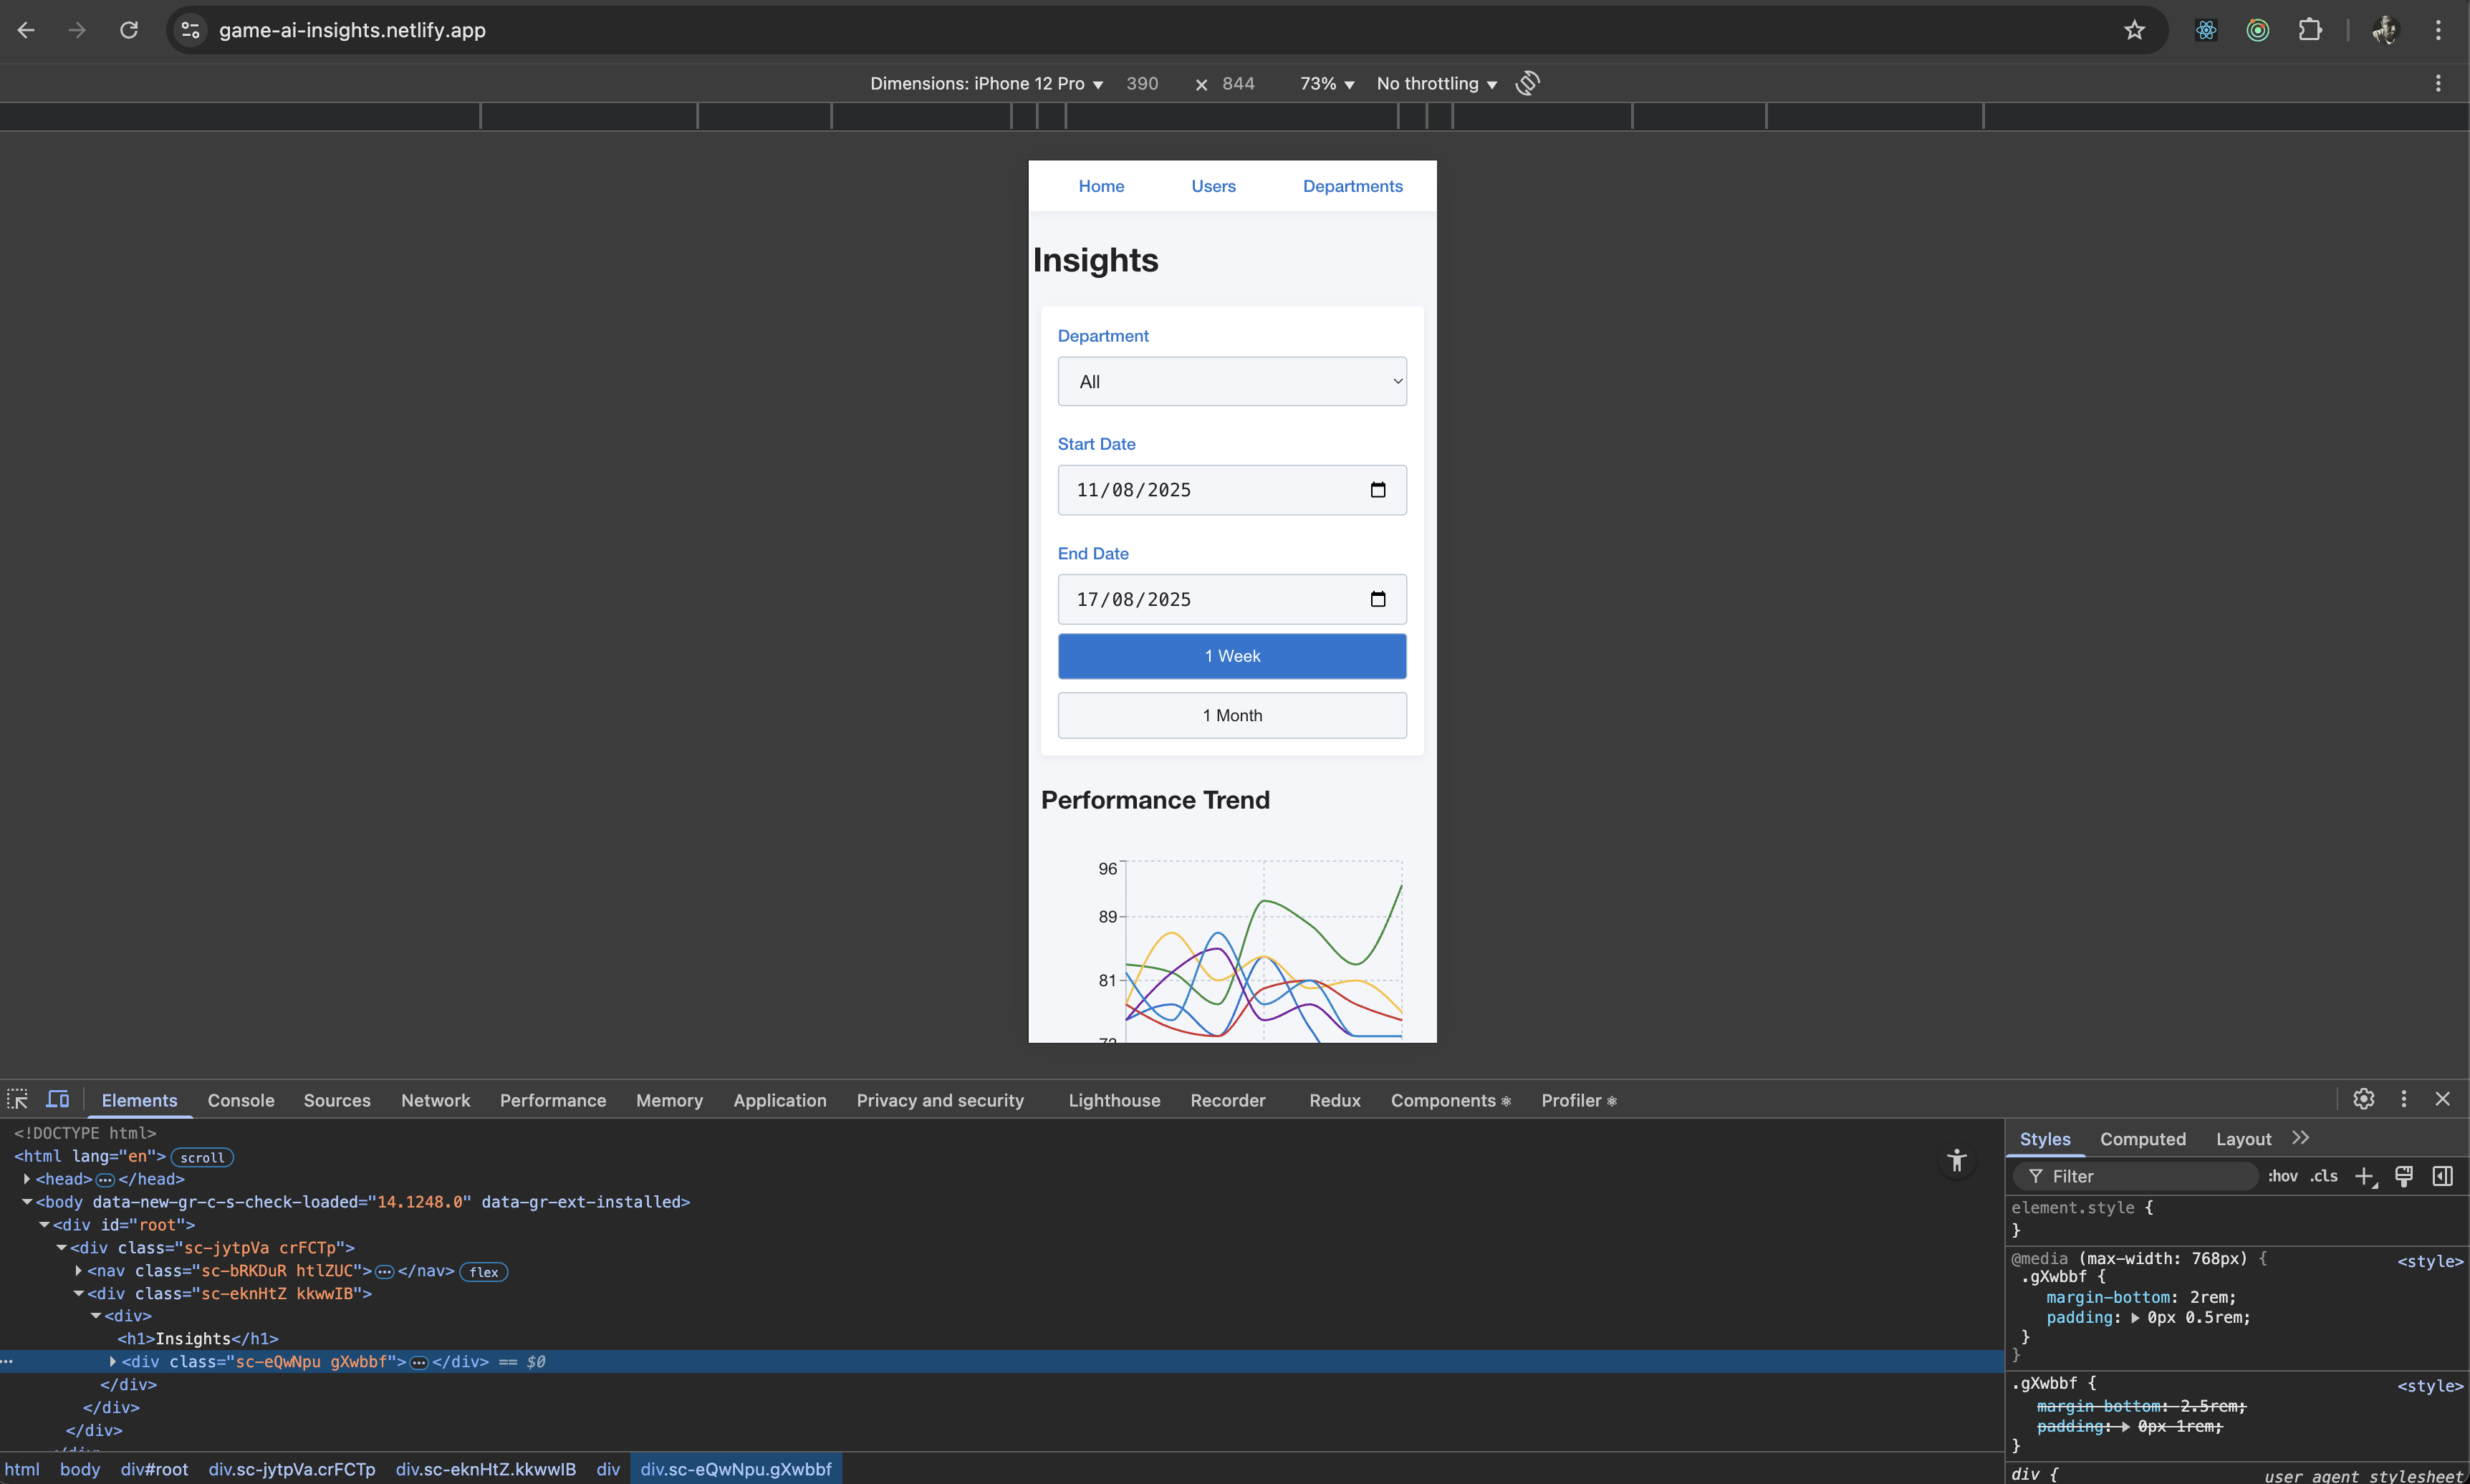 game-ai-insights.netlify.app
Dimensions: iPhone 12 Pro ▼ 390 × 844 73% ▼ No throttling ▼
Home Users Departments
Insights
Department
All
Start Date
11/08/2025
End Date
17/08/2025
1 Week
1 Month
Performance Trend
96
89
81
73
Elements Console Sources Network Performance Memory Application Privacy and security Lighthouse Recorder Redux Components ⚛ Profiler ⚛
<!DOCTYPE html>
<html lang="en"> scroll
<head> ⋯ </head>
<body data-new-gr-c-s-check-loaded="14.1248.0" data-gr-ext-installed>
<div id="root">
<div class="sc-jytpVa crFCTp">
<nav class="sc-bRKDuR htlZUC"> ⋯ </nav> flex
<div class="sc-eknHtZ kkwwIB">
<div>
<h1>Insights</h1>
<div class="sc-eQwNpu gXwbbf"> ⋯ </div> == $0
</div>
</div>
</div>
</div>
html body div#root div.sc-jytpVa.crFCTp div.sc-eknHtZ.kkwwIB div div.sc-eQwNpu.gXwbbf
Styles Computed Layout
Filter :hov .cls
element.style {
}
@media (max-width: 768px) { <style>
.gXwbbf {
margin-bottom: 2rem;
padding: ▶ 0px 0.5rem;
}
}
.gXwbbf { <style>
margin-bottom: 2.5rem;
padding: ▶ 0px 1rem;
}
div { user agent stylesheet